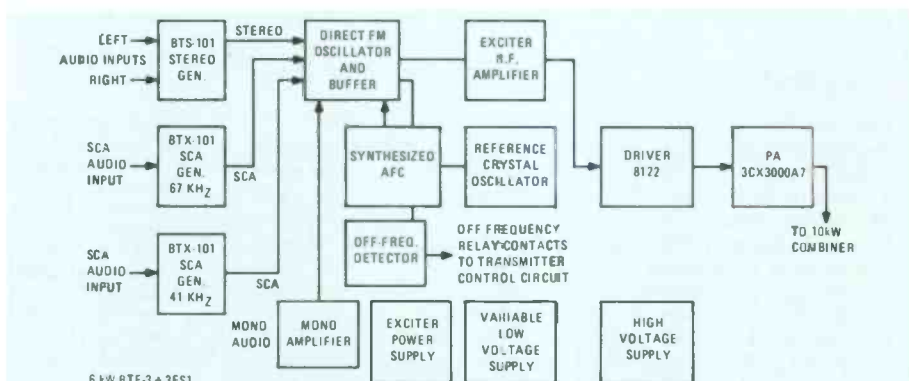 LEFT
AUDIO INPUTS
RIGHT
BTS-101
STEREO
GEN.
STEREO
DIRECT FM
OSCILLATOR
AND
BUFFER
EXCITER
R.F.
AMPLIFIER
SCA
AUDIO
INPUT
BTX-101
SCA
GEN.
67 KHZ
SCA
SYNTHESIZED
AFC
REFERENCE
CRYSTAL
OSCILLATOR
DRIVER
8122
PA
3CX3000A7
TO 10kW
COMBINER
OFF-FREQ.
DETECTOR
OFF FREQUENCY
RELAY-CONTACTS
TO TRANSMITTER
CONTROL CIRCUIT
SCA
AUDIO
INPUT
BTX-101
SCA
GEN.
41 KHZ
SCA
MONO
AUDIO
MONO
AMPLIFIER
EXCITER
POWER
SUPPLY
VARIABLE
LOW
VOLTAGE
SUPPLY
HIGH
VOLTAGE
SUPPLY